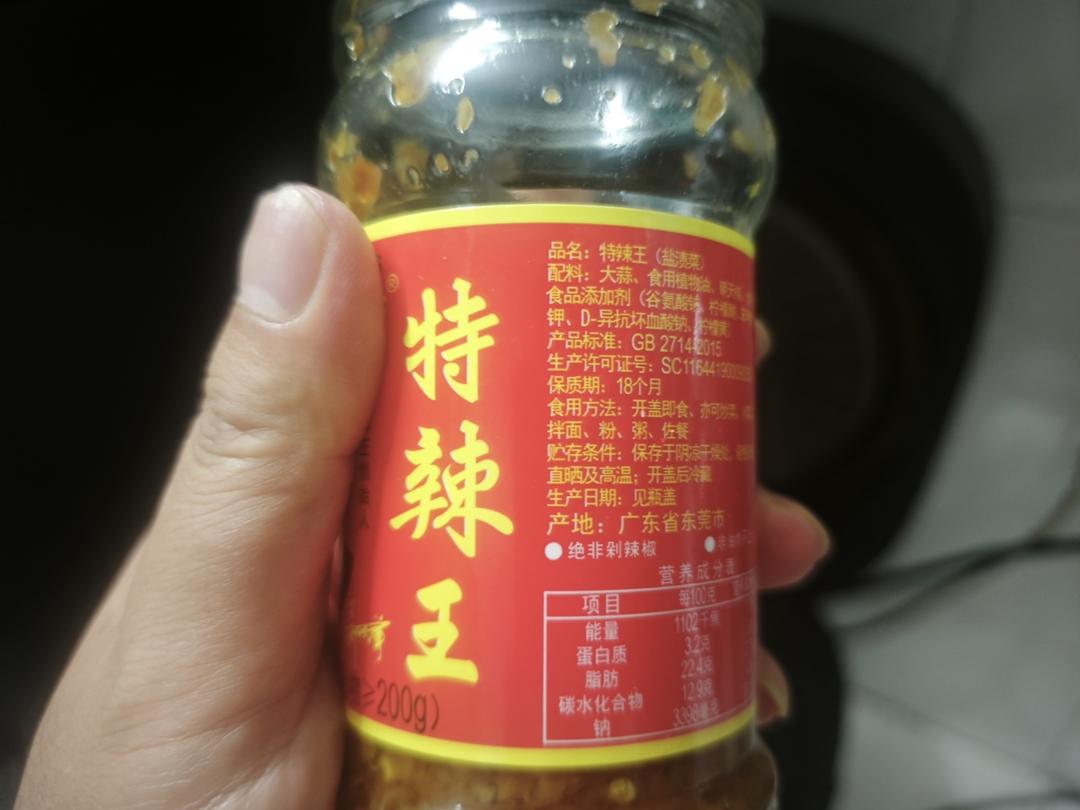 特辣王
≥200g)
品名：特辣王（盐渍菜）
配料：大蒜、食用植物油、
食品添加剂（谷氨酸钠、柠檬酸、
钾、D-异抗坏血酸钠、
产品标准：GB 2714-2015
生产许可证号：
保质期：18个月
食用方法：开盖即食、亦可炒菜、
拌面、粉、粥、佐餐
贮存条件：保存于阴凉干燥处、
直晒及高温；开盖后冷藏
生产日期：见瓶盖
产地：广东省东莞市
●绝非剁辣椒 ●
营养成分表
项目 每100克
能量 1102千焦
蛋白质 3.2克
脂肪 22.4克
碳水化合物 12.9克
钠